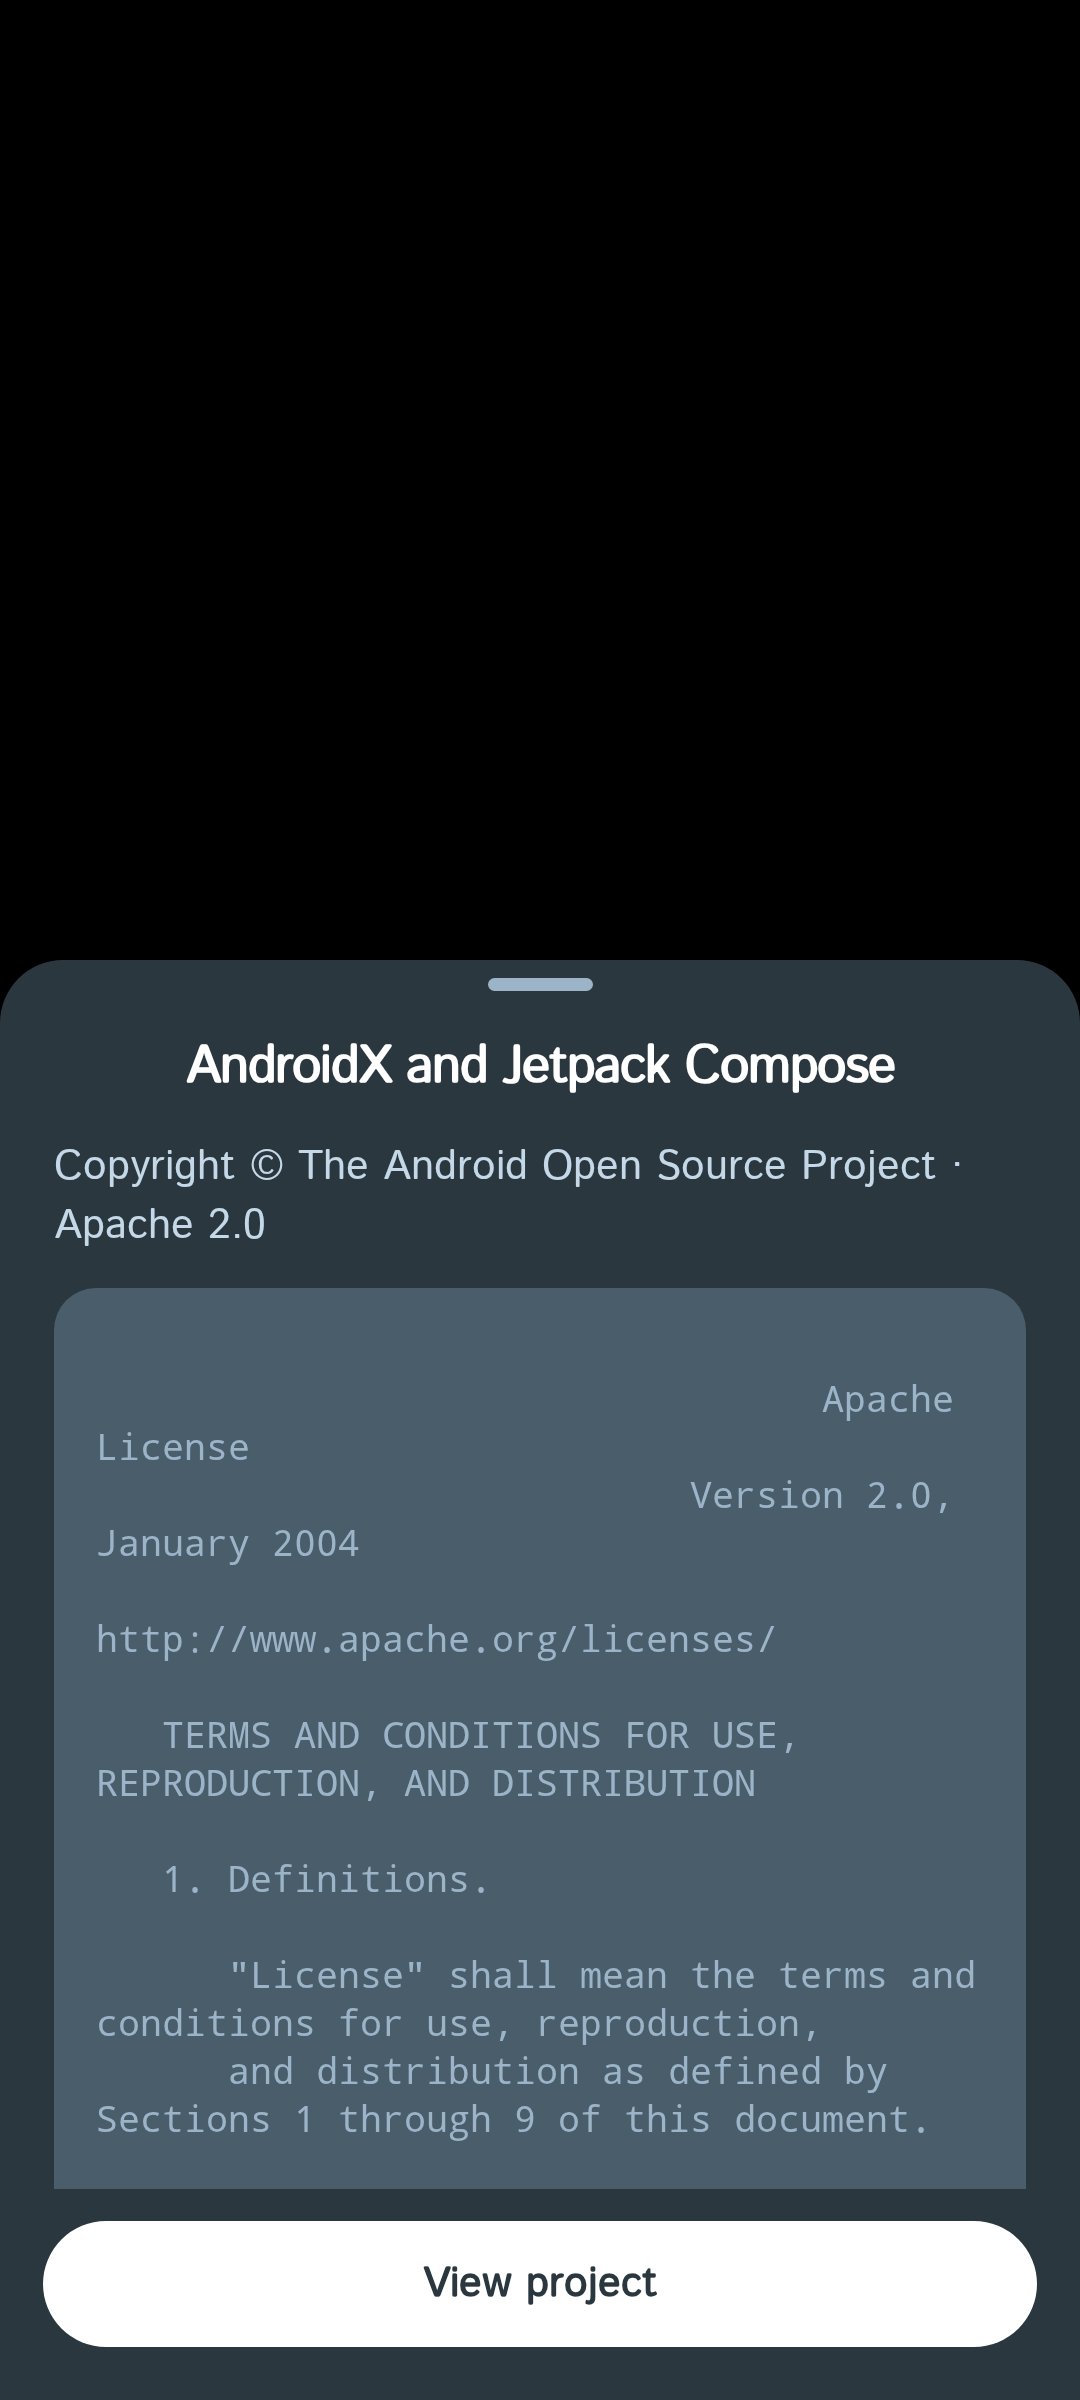 AndroidX and Jetpack Compose
Copyright © The Android Open Source Project ·
Apache 2.0
Apache
License
Version 2.0,
January 2004
http://www.apache.org/licenses/
TERMS AND CONDITIONS FOR USE,
REPRODUCTION, AND DISTRIBUTION
1. Definitions.
"License" shall mean the terms and
conditions for use, reproduction,
and distribution as defined by
Sections 1 through 9 of this document.
View project